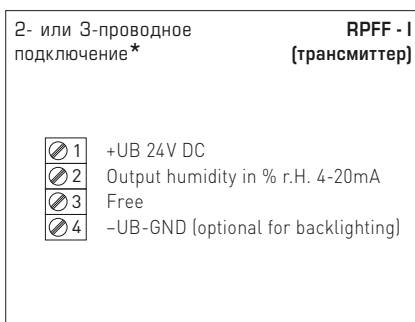 2- или 3-проводное RPFF - I
подключение* (трансмиттер)
1 +UB 24V DC
2 Output humidity in % r.H. 4-20mA
3 Free
4 –UB-GND (optional for backlighting)